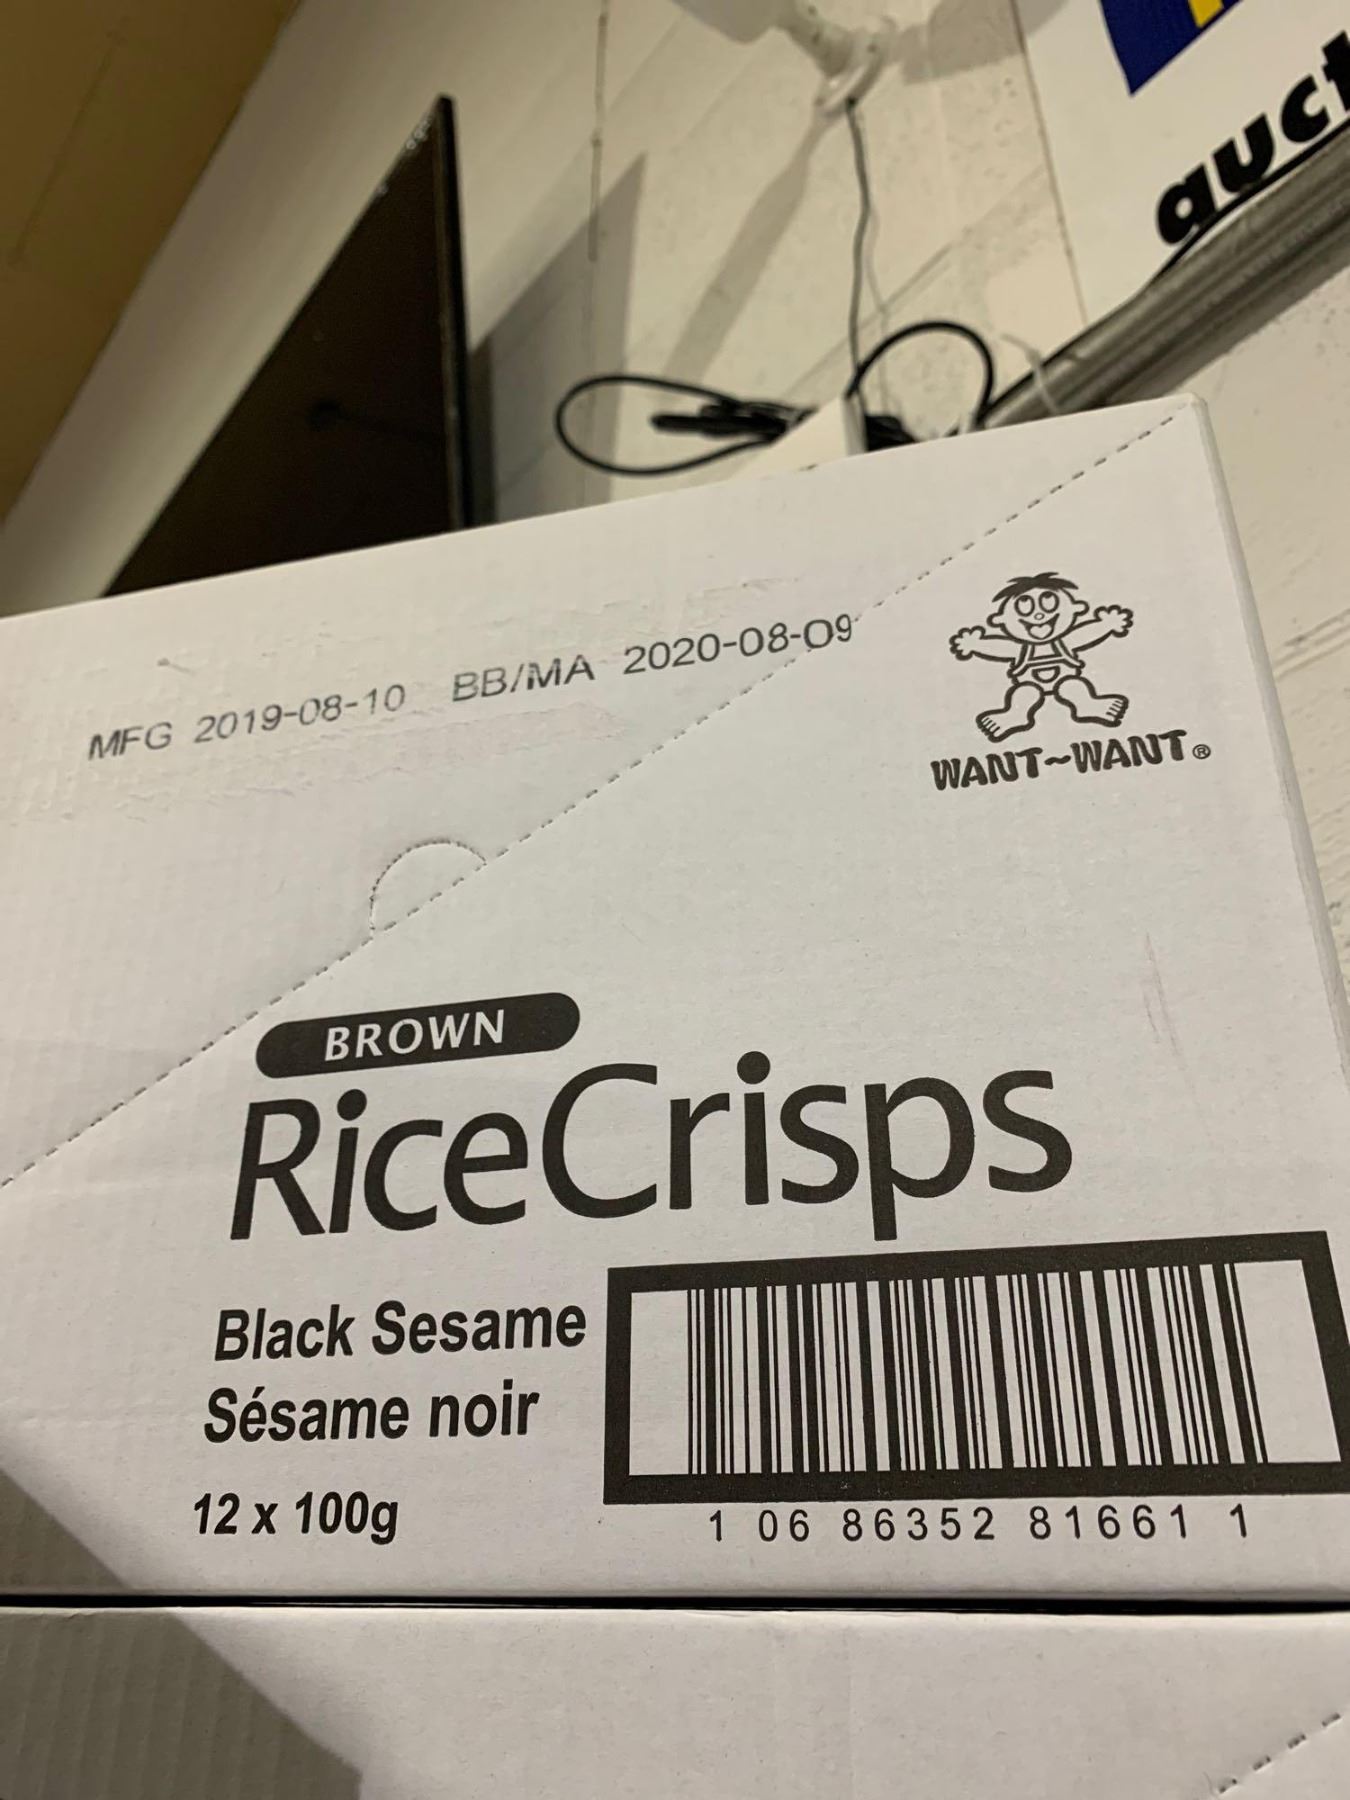 auct
MFG 2019-08-10 BB/MA 2020-08-09
WANT~WANT®
BROWN
RiceCrisps
Black Sesame
Sésame noir
12 x 100g
1 06 86352 81661 1